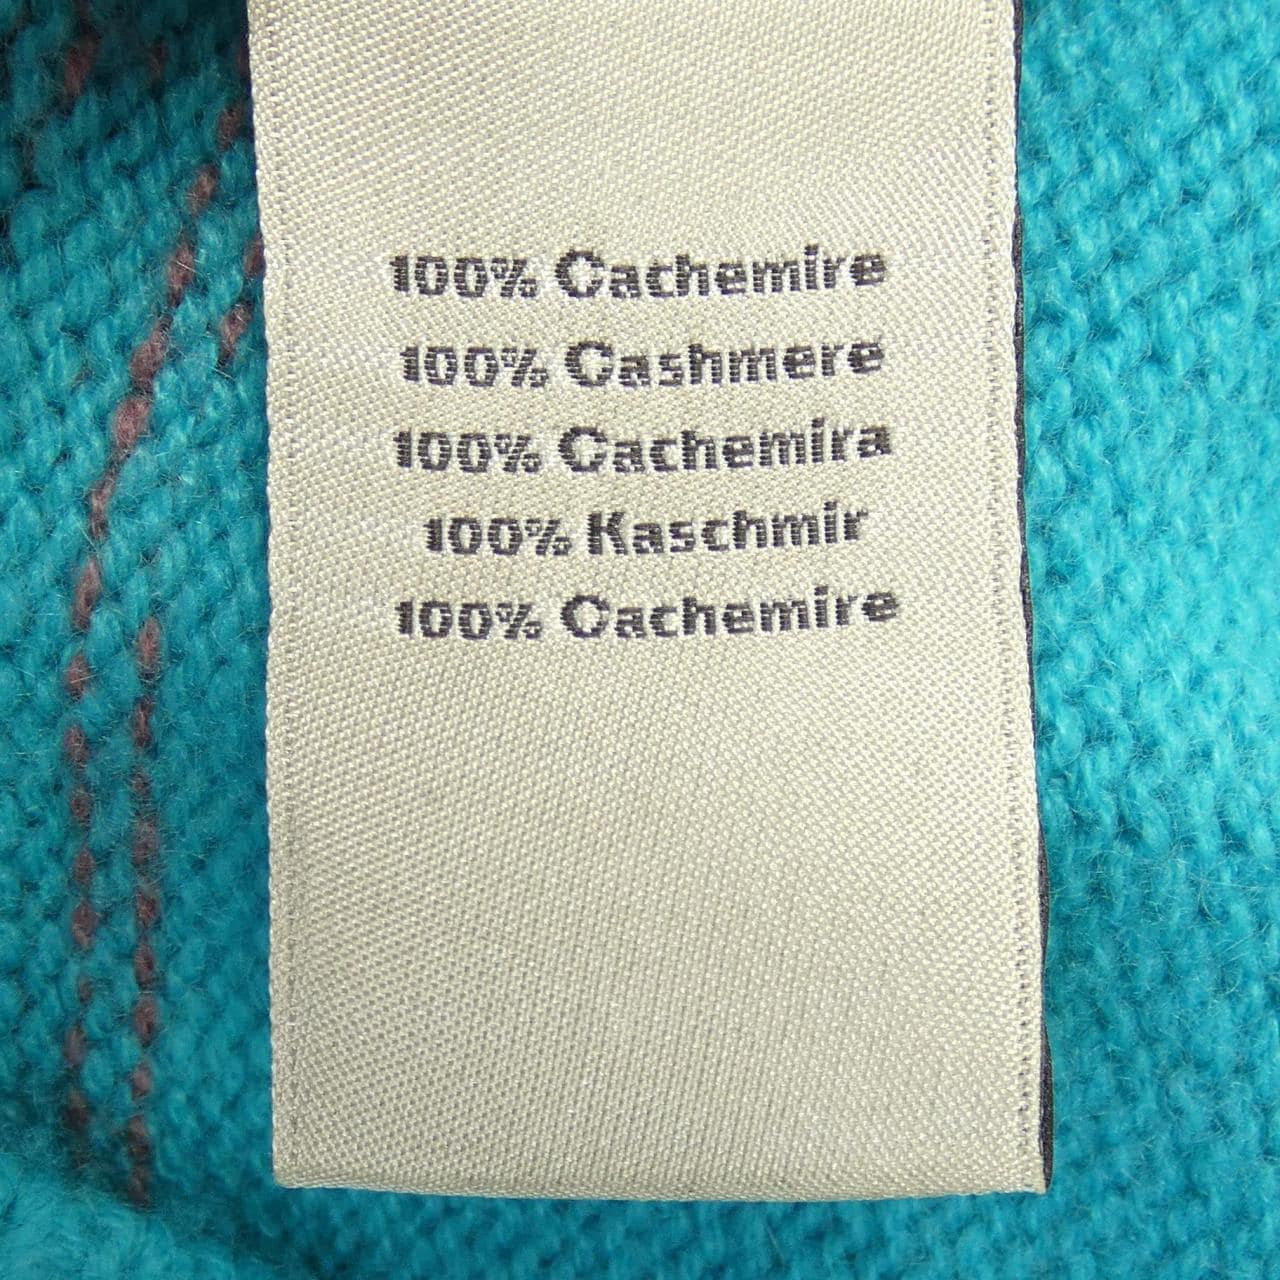 100% Cachemire
100% Cashmere
100% Cachemira
100% Kaschmir
100% Cachemire